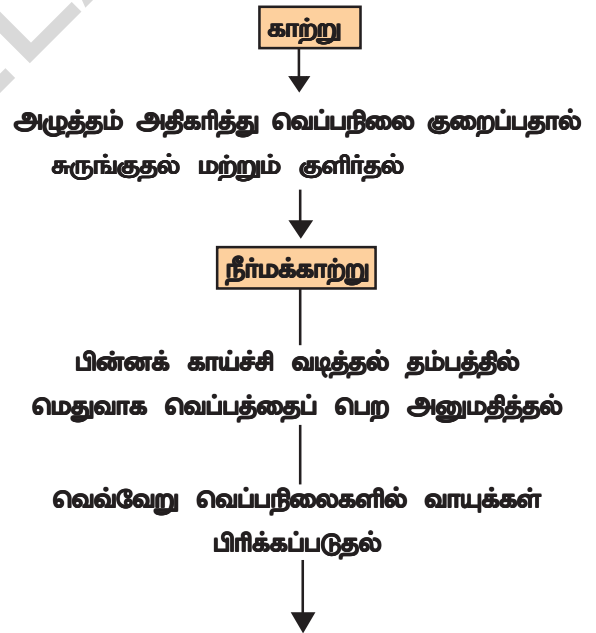 காற்று
அழுத்தம் அதிகரித்து வெப்பநிலை குறைப்பதால்
சுருங்குதல் மற்றும் குளிர்தல்
நீர்மக்காற்று
பின்னக் காய்ச்சி வடித்தல் தம்பத்தில்
மெதுவாக வெப்பத்தைப் பெற அனுமதித்தல்
வெவ்வேறு வெப்பநிலைகளில் வாயுக்கள்
பிரிக்கப்படுதல்